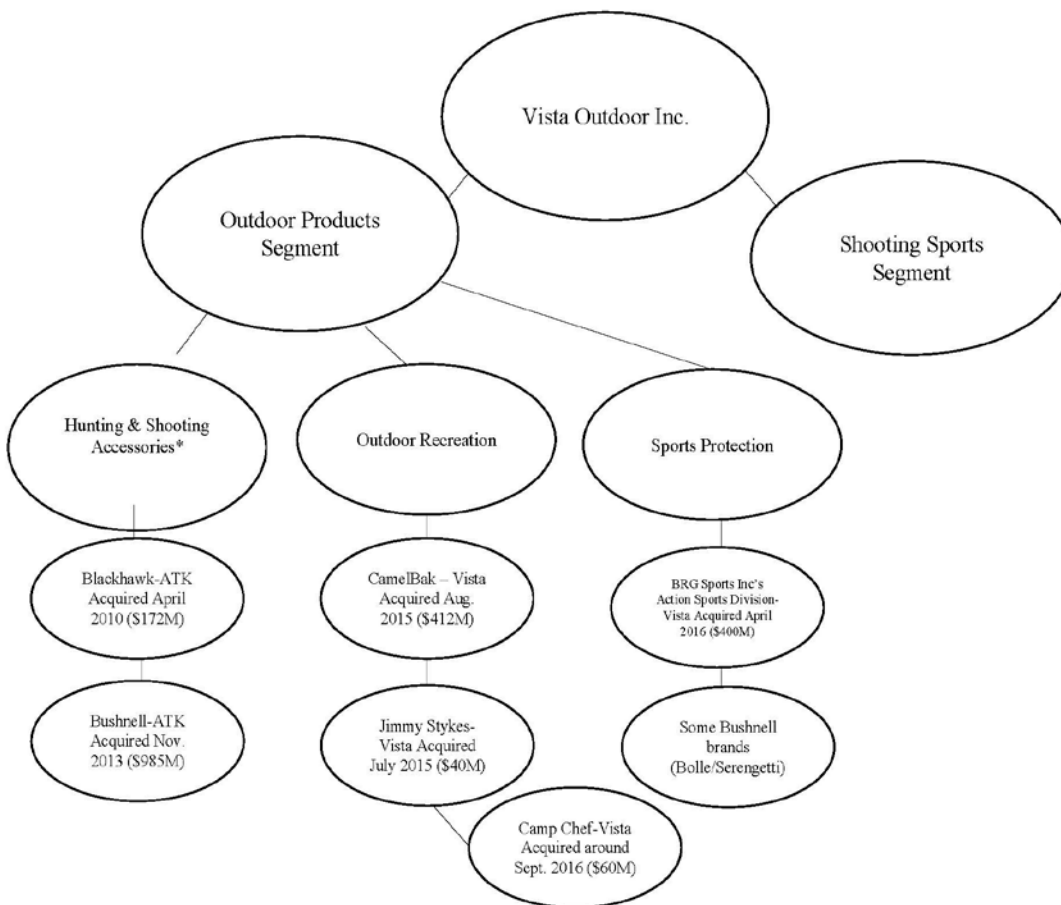 Vista Outdoor Inc.
Outdoor Products
Segment
Shooting Sports
Segment
Hunting & Shooting
Accessories*
Outdoor Recreation
Sports Protection
Blackhawk-ATK
Acquired April
2010 ($172M)
CamelBak – Vista
Acquired Aug.
2015 ($412M)
BRG Sports Inc's
Action Sports Division-
Vista Acquired April
2016 ($400M)
Bushnell-ATK
Acquired Nov.
2013 ($985M)
Jimmy Stykes-
Vista Acquired
July 2015 ($40M)
Some Bushnell
brands
(Bolle/Serengetti)
Camp Chef-Vista
Acquired around
Sept. 2016 ($60M)